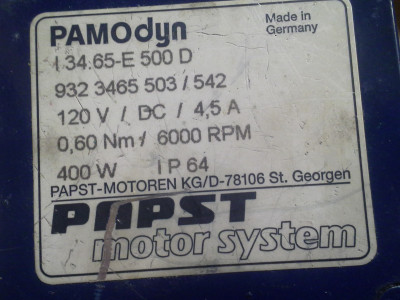 PAMOdyn
Made in
Germany
I 34.65-E 500 D
932 3465 503 / 542
120 V / DC / 4,5 A
0,60 Nm / 6000 RPM
400 W IP 64
PAPST-MOTOREN KG/D-78106 St. Georgen
PAPST
motor system